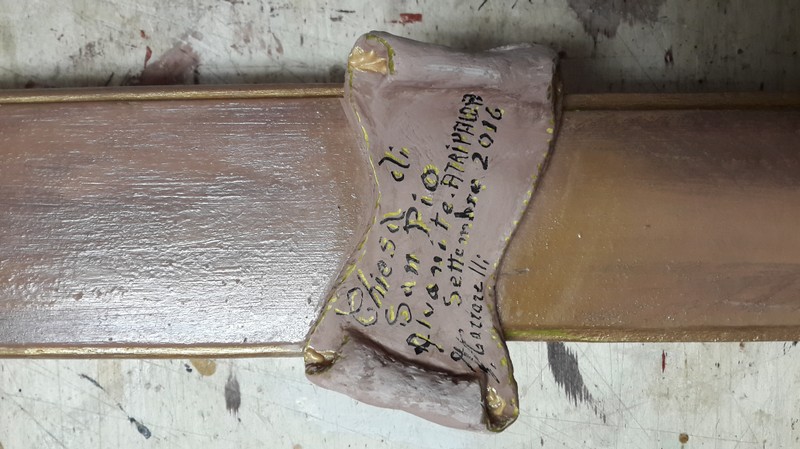 Chiesa di
San Pio
Alvanite. ATRIPALDA
Settembre 2016